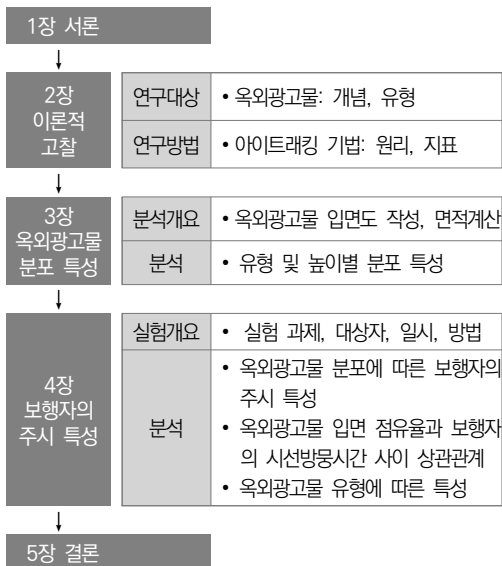 1장 서론
2장
이론적
고찰
연구대상
• 옥외광고물: 개념, 유형
연구방법
• 아이트래킹 기법: 원리, 지표
3장
옥외광고물
분포 특성
분석개요
• 옥외광고물 입면도 작성, 면적계산
분석
• 유형 및 높이별 분포 특성
4장
보행자의
주시 특성
실험개요
• 실험 과제, 대상자, 일시, 방법
분석
• 옥외광고물 분포에 따른 보행자의
주시 특성
• 옥외광고물 입면 점유율과 보행자
의 시선방뭉시간 사이 상관관계
• 옥외광고물 유형에 따른 특성
5장 결론